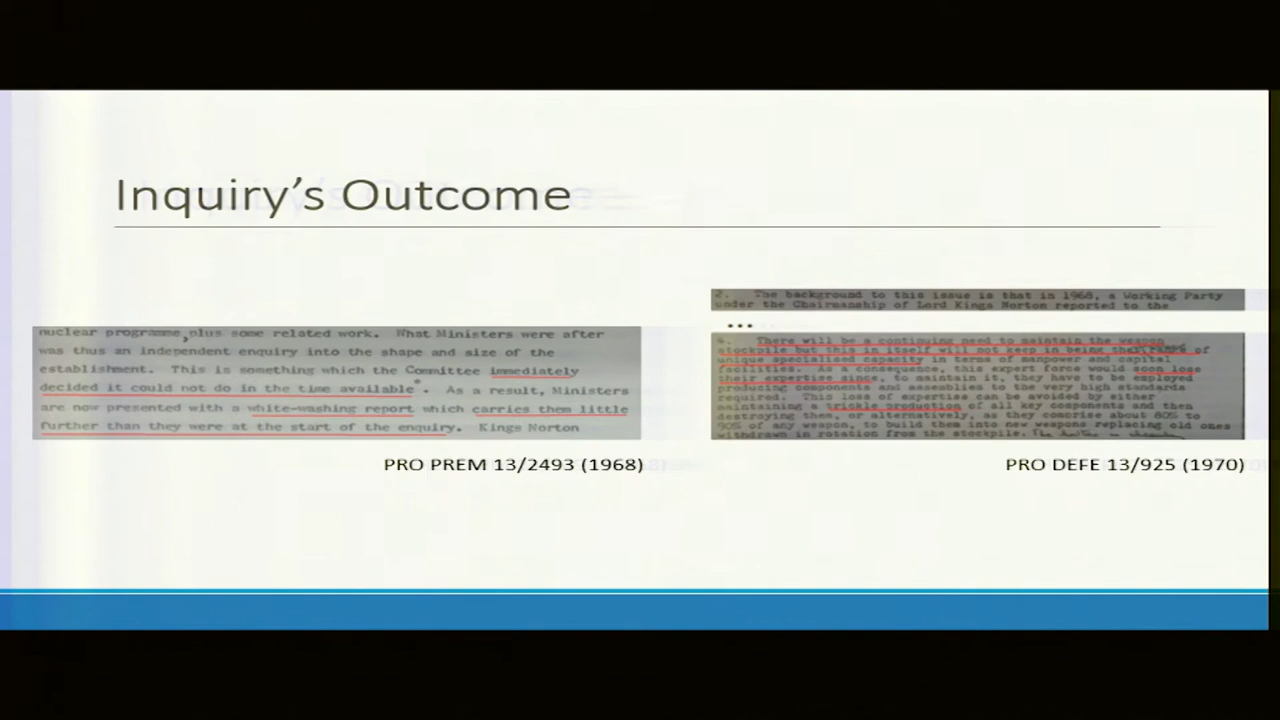 Inquiry's Outcome
nuclear programme, plus some related work. What Ministers were after
was thus an independent enquiry into the shape and size of the
establishment. This is something which the Committee immediately
decided it could not do in the time available". As a result, Ministers
are now presented with a white-washing report which carries them little
further than they were at the start of the enquiry. Kings Norton
PRO PREM 13/2493 (1968)
2. The background to this issue is that in 1968, a Working Party
under the Chairmanship of Lord Kings Norton reported to the
...
4. There will be a continuing need to maintain the weapon
stockpile but this in itself will not keep in being the of
unique specialised capacity in terms of manpower and capital
facilities. As a consequence, this expert force would soon lose
their expertise since, to maintain it, they have to be employed
producing components and assemblies to the very high standards
required. This loss of expertise can be avoided by either
maintaining a trickle production of all key components and then
destroying them, or alternatively, as they comprise about 80% to
90% of any weapon, to build them into new weapons replacing old ones
withdrawn in rotation from the stockpile.
PRO DEFE 13/925 (1970)